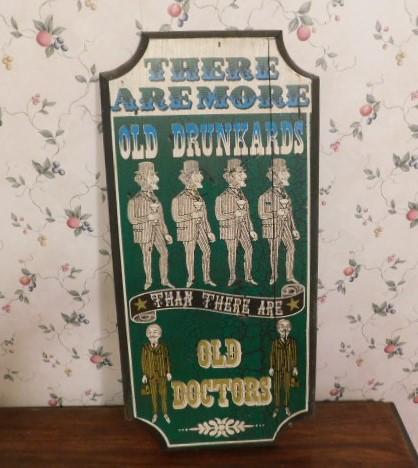 THERE
ARE MORE
OLD DRUNKARDS
THAN THERE ARE
OLD
DOCTORS